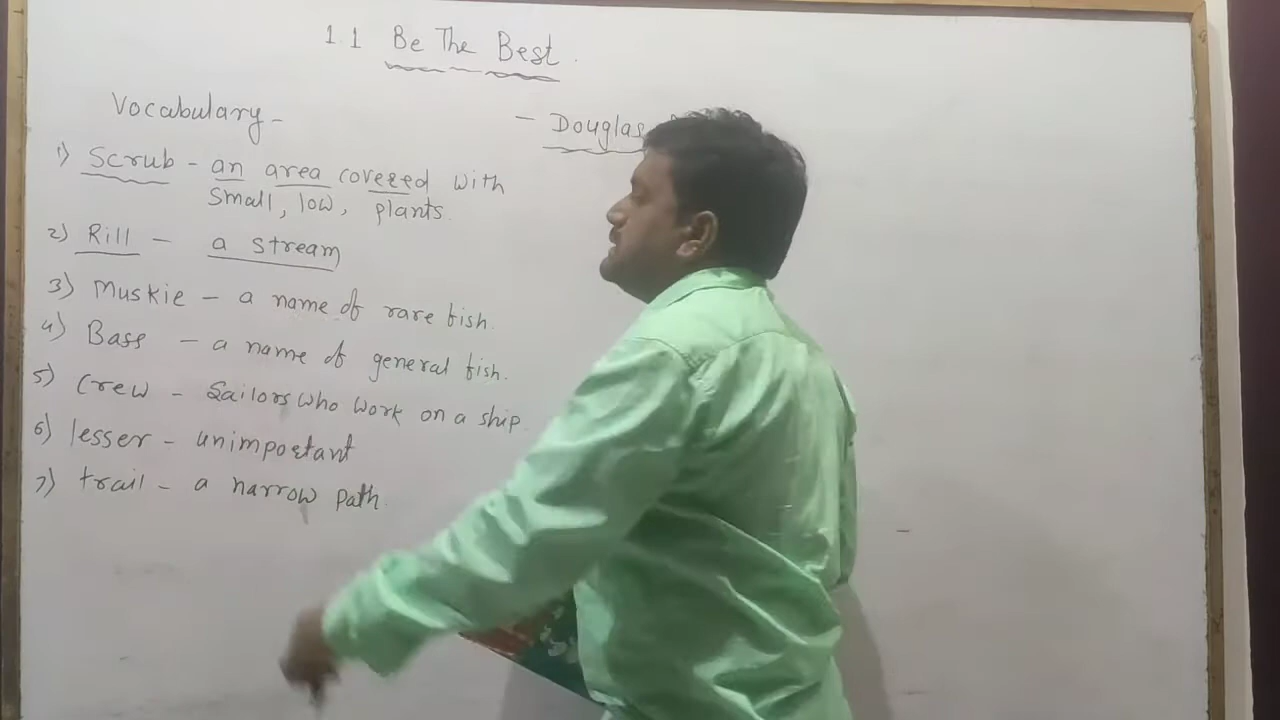 1.1 Be The Best.
Vocabulary -
- Douglas
1) Scrub - an area covered with
small, low, plants.
2) Rill - a stream
3) Muskie - a name of rare fish.
4) Bass - a name of general fish.
5) Crew - Sailors who work on a ship.
6) lesser - unimportant
7) trail - a narrow path.